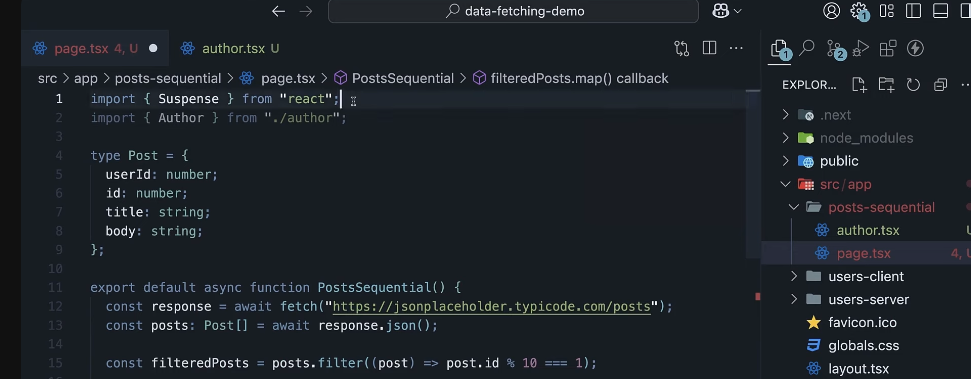 data-fetching-demo
page.tsx 4, U
author.tsx U
src > app > posts-sequential > page.tsx > PostsSequential > filteredPosts.map() callback
1 import { Suspense } from "react";
2 import { Author } from "./author";
3
4 type Post = {
5 userId: number;
6 id: number;
7 title: string;
8 body: string;
9 };
10
11 export default async function PostsSequential() {
12 const response = await fetch("https://jsonplaceholder.typicode.com/posts");
13 const posts: Post[] = await response.json();
14
15 const filteredPosts = posts.filter((post) => post.id % 10 === 1);
1
1
2
EXPLOR...
.next
node_modules
public
src/app
posts-sequential
author.tsx U
page.tsx 4, U
users-client
users-server
favicon.ico
globals.css
layout.tsx